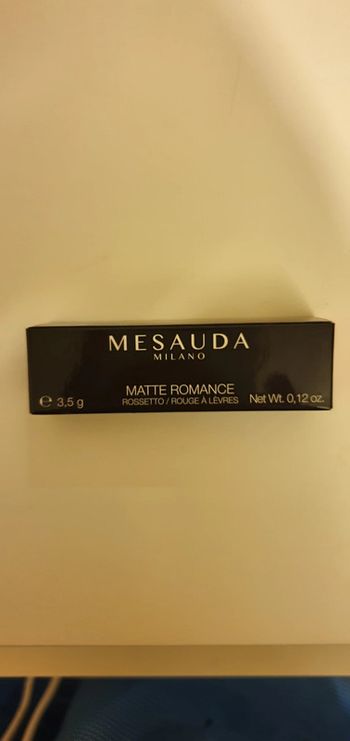 MESAUDA
MILANO
MATTE ROMANCE
℮ 3,5 g ROSSETTO / ROUGE À LÈVRES Net Wt. 0,12 oz.